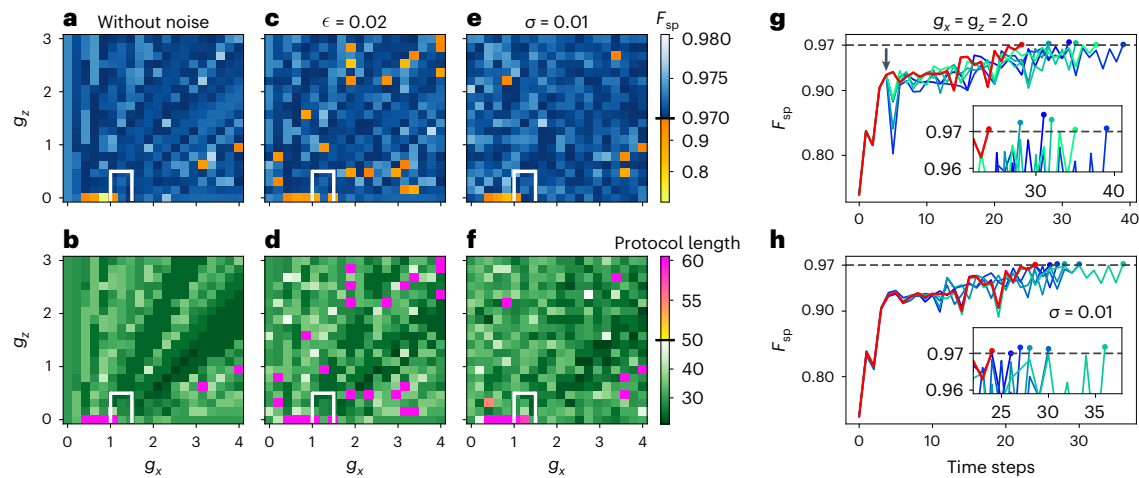 a Without noise
c ϵ = 0.02
e σ = 0.01
F_sp
g g_x = g_z = 2.0
3
2
1
0
g_z
0.980
0.975
0.970
0.9
0.8
0.97
0.90
0.80
F_sp
0.97
0.96
30 40
0 10 20 30 40
b
d
f
Protocol length
h
3
2
1
0
g_z
0 1 2 3 4
g_x
0 1 2 3 4
g_x
0 1 2 3 4
g_x
60
55
50
40
30
0.97
0.90
0.80
F_sp
σ = 0.01
0.97
0.96
25 30 35
0 10 20 30
Time steps